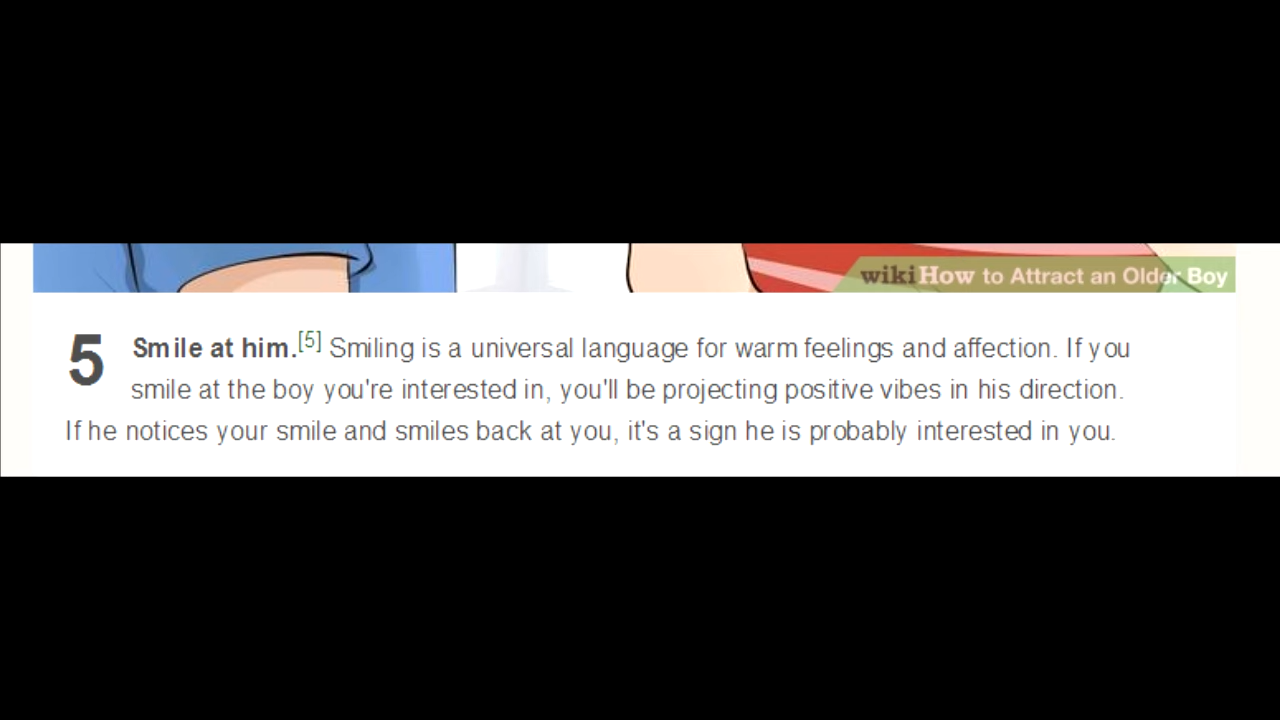 wikiHow to Attract an Older Boy
5 Smile at him.[5] Smiling is a universal language for warm feelings and affection. If you
smile at the boy you're interested in, you'll be projecting positive vibes in his direction.
If he notices your smile and smiles back at you, it's a sign he is probably interested in you.